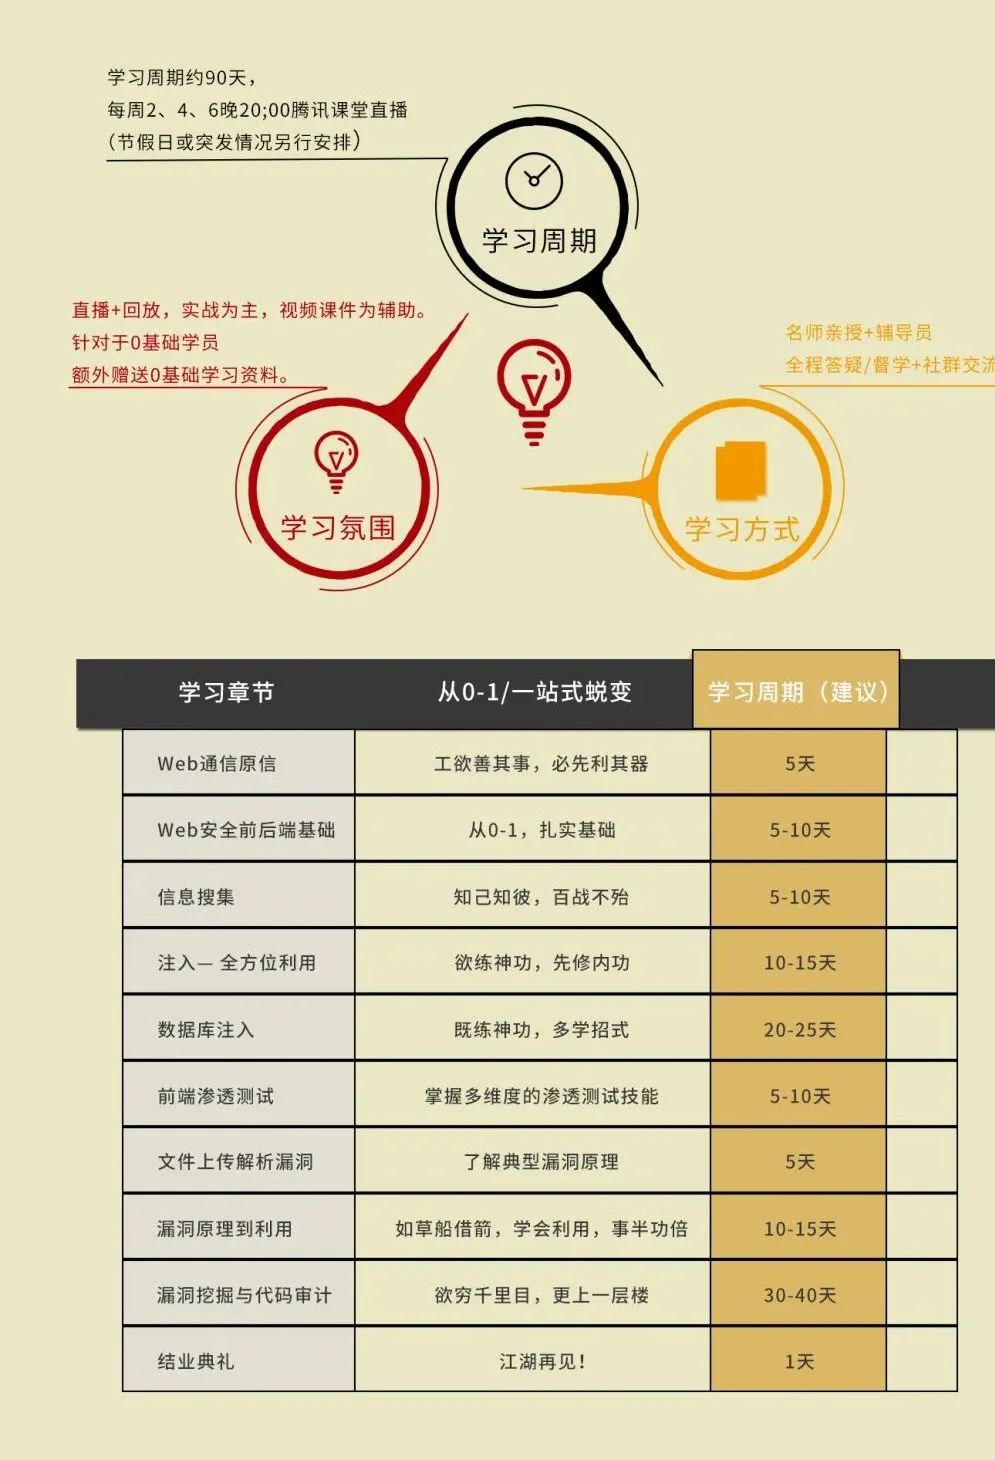 学习周期约90天，
每周2、4、6晚20;00腾讯课堂直播
（节假日或突发情况另行安排）
学习周期
直播+回放，实战为主，视频课件为辅助。
针对于0基础学员
额外赠送0基础学习资料。
名师亲授+辅导员
全程答疑/督学+社群交流
学习氛围
学习方式
学习章节 从0-1/一站式蜕变 学习周期（建议）
Web通信原信 工欲善其事，必先利其器 5天
Web安全前后端基础 从0-1，扎实基础 5-10天
信息搜集 知己知彼，百战不殆 5-10天
注入— 全方位利用 欲练神功，先修内功 10-15天
数据库注入 既练神功，多学招式 20-25天
前端渗透测试 掌握多维度的渗透测试技能 5-10天
文件上传解析漏洞 了解典型漏洞原理 5天
漏洞原理到利用 如草船借箭，学会利用，事半功倍 10-15天
漏洞挖掘与代码审计 欲穷千里目，更上一层楼 30-40天
结业典礼 江湖再见！ 1天